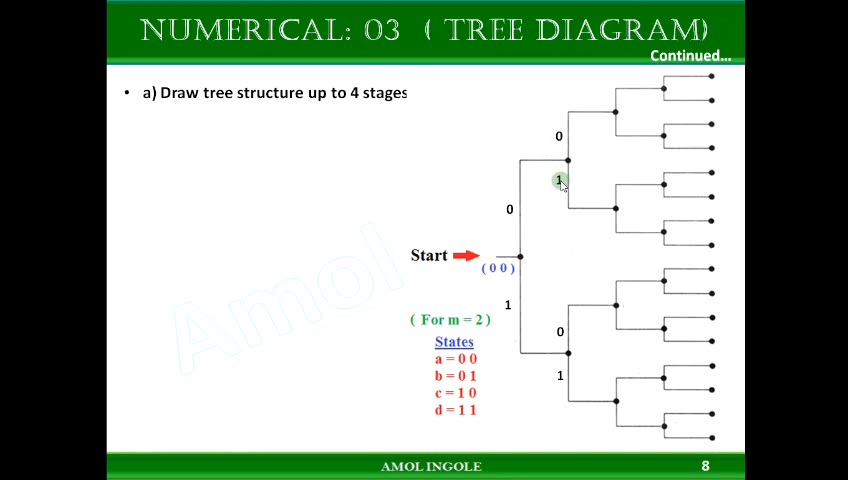 NUMERICAL: 03 ( TREE DIAGRAM)
Continued...
• a) Draw tree structure up to 4 stages
0
1
0
Start
( 0 0 )
1
( For m = 2 )
0
States
a = 0 0
b = 0 1
1
c = 1 0
d = 1 1
Amol
AMOL INGOLE
8